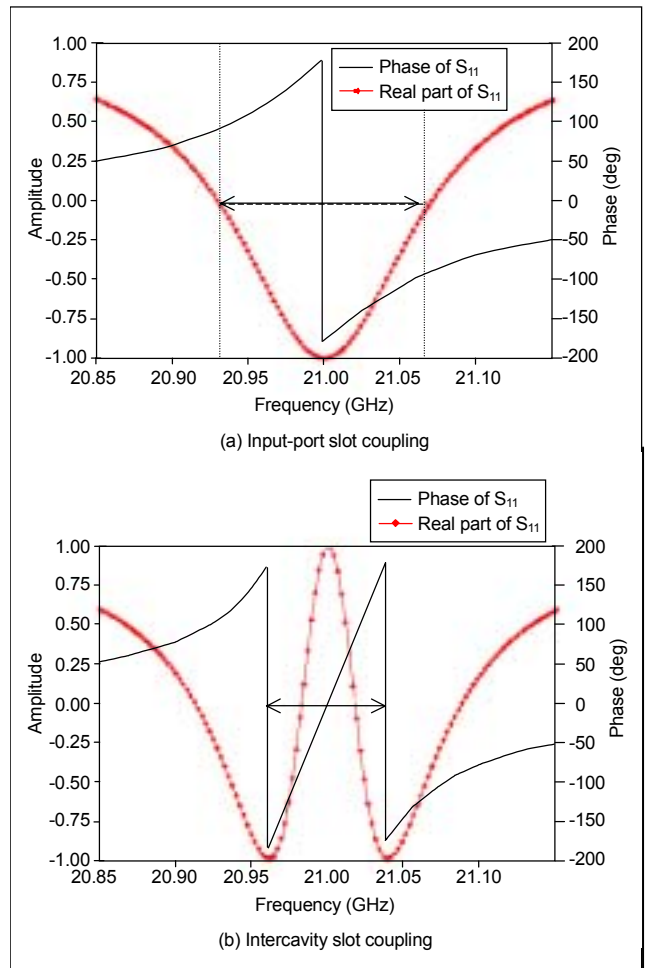 Phase of S₁₁
Real part of S₁₁
1.00
0.75
0.50
0.25
0.00
-0.25
-0.50
-0.75
-1.00
Amplitude
200
150
100
50
0
-50
-100
-150
-200
Phase (deg)
20.85 20.90 20.95 21.00 21.05 21.10
Frequency (GHz)
(a) Input-port slot coupling
Phase of S₁₁
Real part of S₁₁
1.00
0.75
0.50
0.25
0.00
-0.25
-0.50
-0.75
-1.00
Amplitude
200
150
100
50
0
-50
-100
-150
-200
Phase (deg)
20.85 20.90 20.95 21.00 21.05 21.10
Frequency (GHz)
(b) Intercavity slot coupling